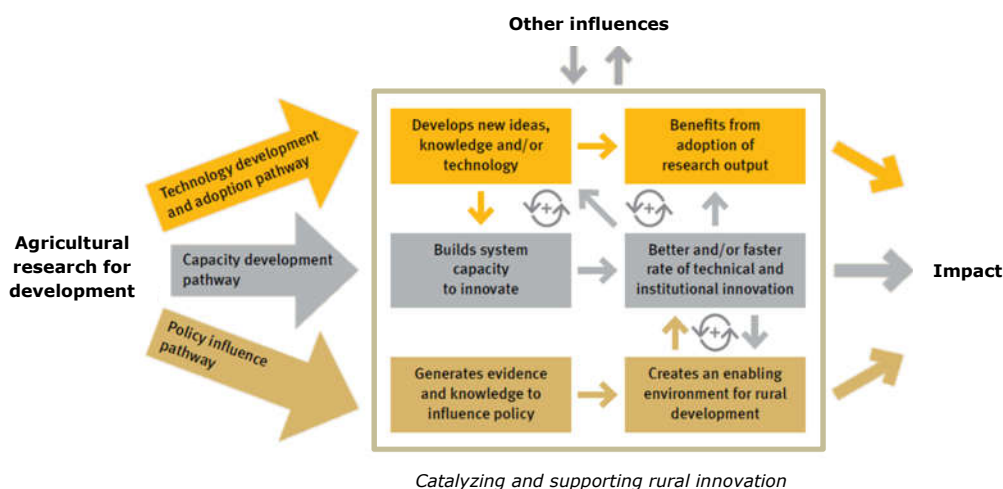 Other influences
Technology development
and adoption pathway
Develops new ideas,
knowledge and/or
technology
Benefits from
adoption of
research output
+
+
Agricultural
research for
development
Capacity development
pathway
Builds system
capacity
to innovate
Better and/or faster
rate of technical and
institutional innovation
Impact
+
Policy influence
pathway
Generates evidence
and knowledge to
influence policy
Creates an enabling
environment for rural
development
Catalyzing and supporting rural innovation